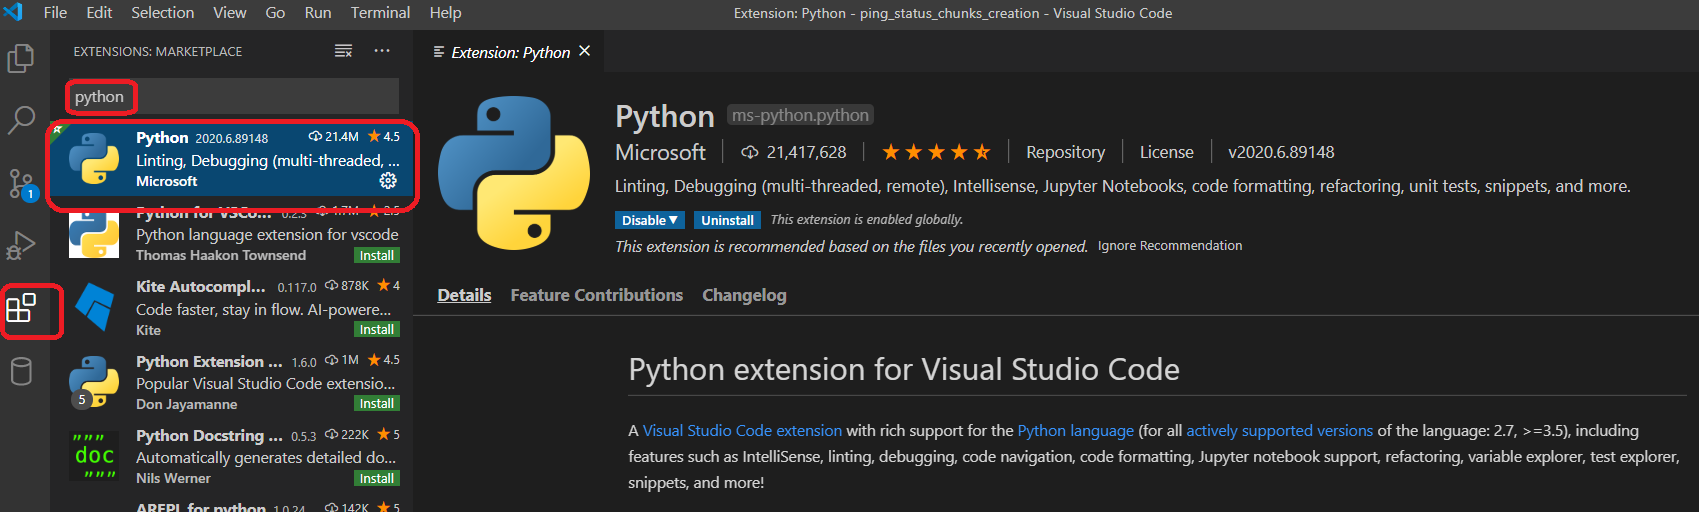 File Edit Selection View Go Run Terminal Help
Extension: Python - ping_status_chunks_creation - Visual Studio Code
EXTENSIONS: MARKETPLACE
python
Python 2020.6.89148 21.4M 4.5
Linting, Debugging (multi-threaded, ...
Microsoft
Python for VSCo... 0.2.3 1.7M 2.5
Python language extension for vscode
Thomas Haakon Townsend Install
Kite Autocompl... 0.117.0 878K 4
Code faster, stay in flow. AI-powere...
Kite Install
Python Extension ... 1.6.0 1M 4.5
Popular Visual Studio Code extensio...
5
Don Jayamanne Install
Python Docstring ... 0.5.3 222K 5
Automatically generates detailed do...
"""
doc
"""
Nils Werner Install
AREPL for python 1.0.24 142K 5
1
Extension: Python
Python ms-python.python
Microsoft 21,417,628 Repository License v2020.6.89148
Linting, Debugging (multi-threaded, remote), Intellisense, Jupyter Notebooks, code formatting, refactoring, unit tests, snippets, and more.
Disable Uninstall This extension is enabled globally.
This extension is recommended based on the files you recently opened. Ignore Recommendation
Details Feature Contributions Changelog
Python extension for Visual Studio Code
A Visual Studio Code extension with rich support for the Python language (for all actively supported versions of the language: 2.7, >=3.5), including
features such as IntelliSense, linting, debugging, code navigation, code formatting, Jupyter notebook support, refactoring, variable explorer, test explorer,
snippets, and more!